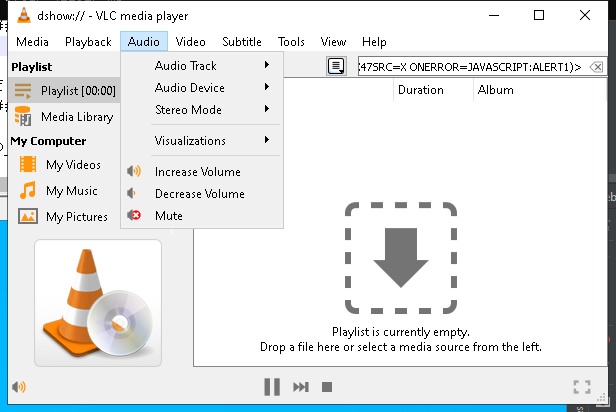 dshow:// - VLC media player
Media Playback Audio Video Subtitle Tools View Help
Playlist
47SRC=X ONERROR=JAVASCRIPT:ALERT1)>
Playlist [00:00]
Media Library
My Computer
My Videos
My Music
My Pictures
Audio Track
Audio Device
Stereo Mode
Visualizations
Increase Volume
Decrease Volume
Mute
Duration Album
Playlist is currently empty.
Drop a file here or select a media source from the left.